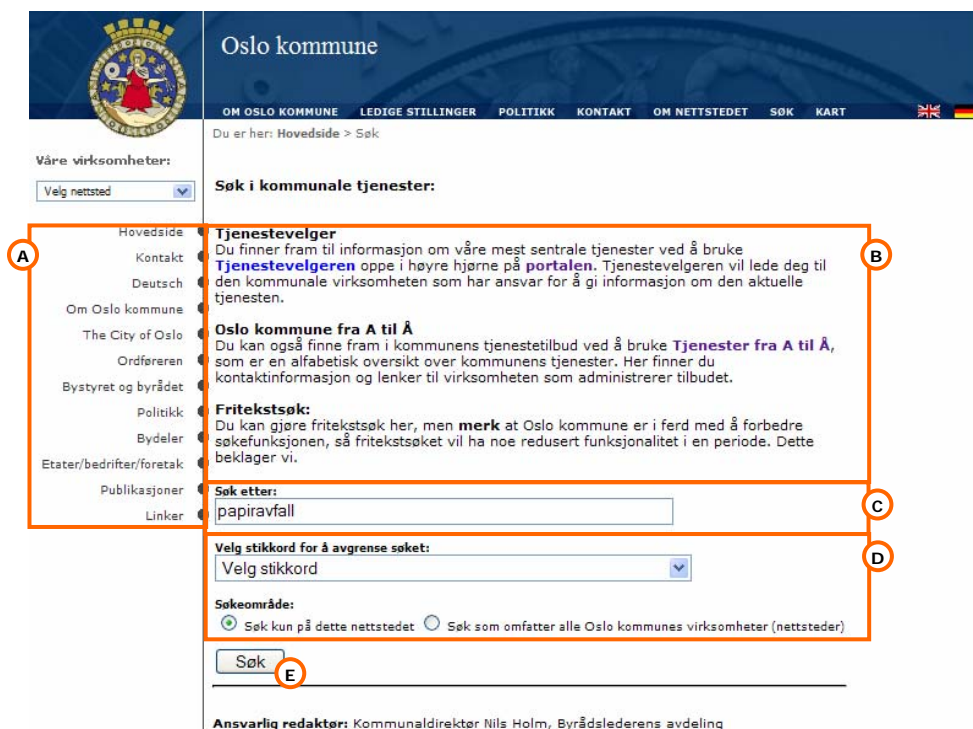 Oslo kommune
OM OSLO KOMMUNE LEDIGE STILLINGER POLITIKK KONTAKT OM NETTSTEDET SØK KART
Du er her: Hovedside > Søk
Våre virksomheter:
Velg nettsted
Hovedside
Kontakt
Deutsch
Om Oslo kommune
The City of Oslo
Ordføreren
Bystyret og byrådet
Politikk
Bydeler
Etater/bedrifter/foretak
Publikasjoner
Linker
A
Søk i kommunale tjenester:
Tjenestevelger
Du finner fram til informasjon om våre mest sentrale tjenester ved å bruke
Tjenestevelgeren oppe i høyre hjørne på portalen. Tjenestevelgeren vil lede deg til
den kommunale virksomheten som har ansvar for å gi informasjon om den aktuelle
tjenesten.
B
Oslo kommune fra A til Å
Du kan også finne fram i kommunens tjenestetilbud ved å bruke Tjenester fra A til Å,
som er en alfabetisk oversikt over kommunens tjenester. Her finner du
kontaktinformasjon og lenker til virksomheten som administrerer tilbudet.
Fritekstsøk:
Du kan gjøre fritekstsøk her, men merk at Oslo kommune er i ferd med å forbedre
søkefunksjonen, så fritekstsøket vil ha noe redusert funksjonalitet i en periode. Dette
beklager vi.
Søk etter:
papiravfall
C
Velg stikkord for å avgrense søket:
Velg stikkord
D
Søkeområde:
Søk kun på dette nettstedet Søk som omfatter alle Oslo kommunes virksomheter (nettsteder)
Søk
E
Ansvarlig redaktør: Kommunaldirektør Nils Holm, Byrådslederens avdeling